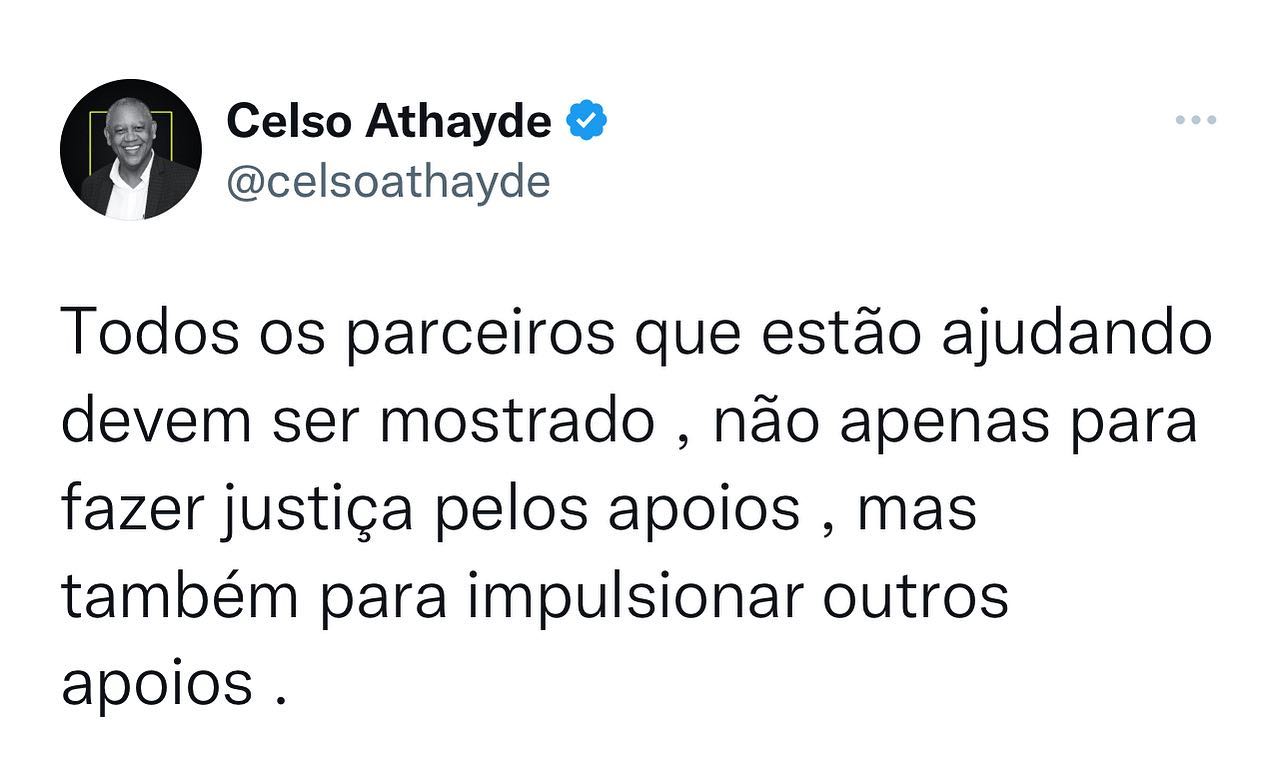 Celso Athayde
@celsoathayde
Todos os parceiros que estão ajudando
devem ser mostrado , não apenas para
fazer justiça pelos apoios , mas
também para impulsionar outros
apoios .